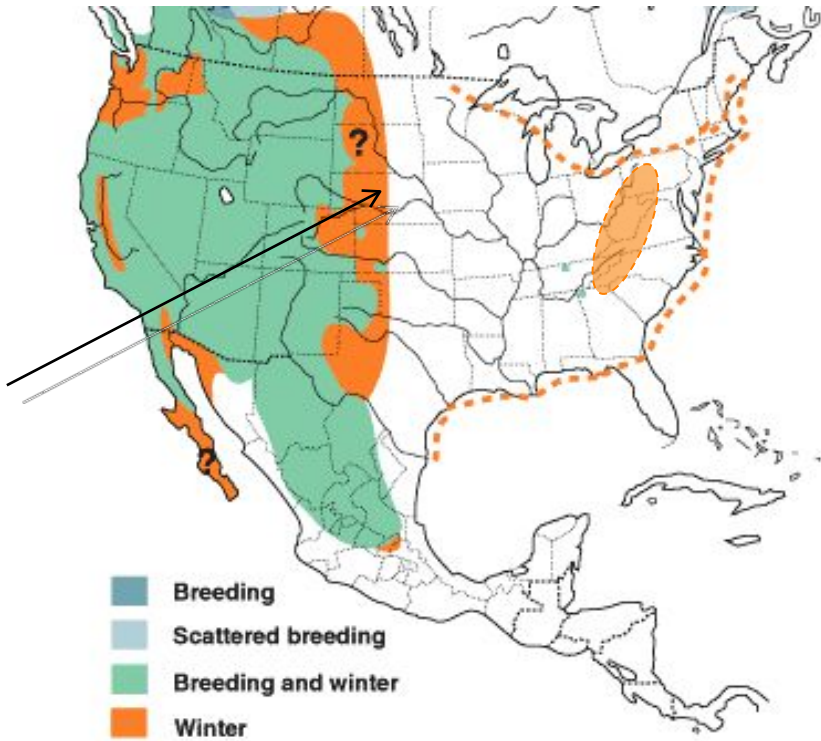 ?
?
Breeding
Scattered breeding
Breeding and winter
Winter